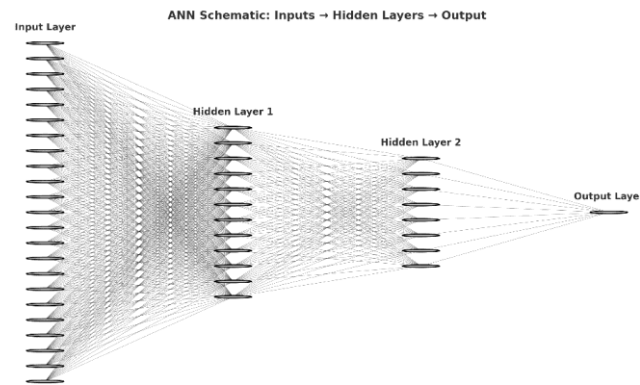 ANN Schematic: Inputs → Hidden Layers → Output
Input Layer
Hidden Layer 1
Hidden Layer 2
Output Laye